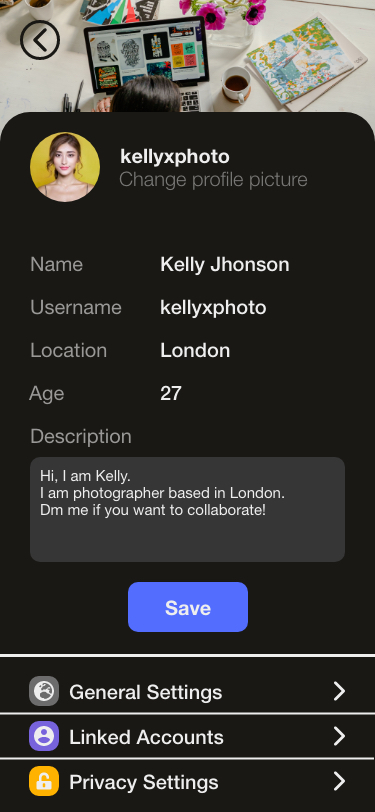 kellyxphoto
Change profile picture
Name Kelly Jhonson
Username kellyxphoto
Location London
Age 27
Description
Hi, I am Kelly.
I am photographer based in London.
Dm me if you want to collaborate!
Save
General Settings
Linked Accounts
Privacy Settings